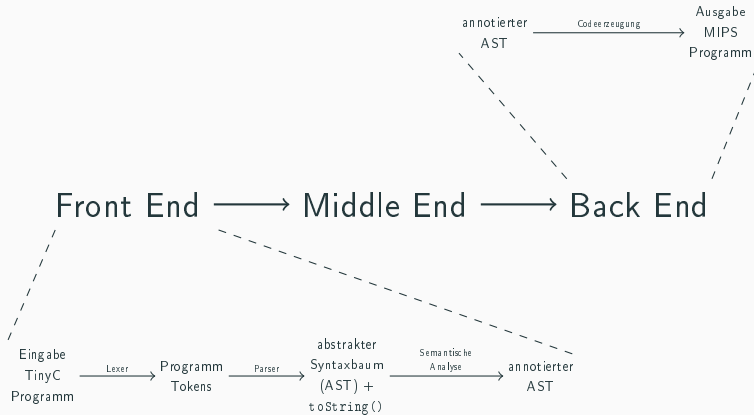 annotierter
AST
Codeerzeugung
Ausgabe
MIPS
Programm
Front End
Middle End
Back End
Eingabe
TinyC
Programm
Lexer
Programm
Tokens
Parser
abstrakter
Syntaxbaum
(AST) +
toString()
Semantische
Analyse
annotierter
AST